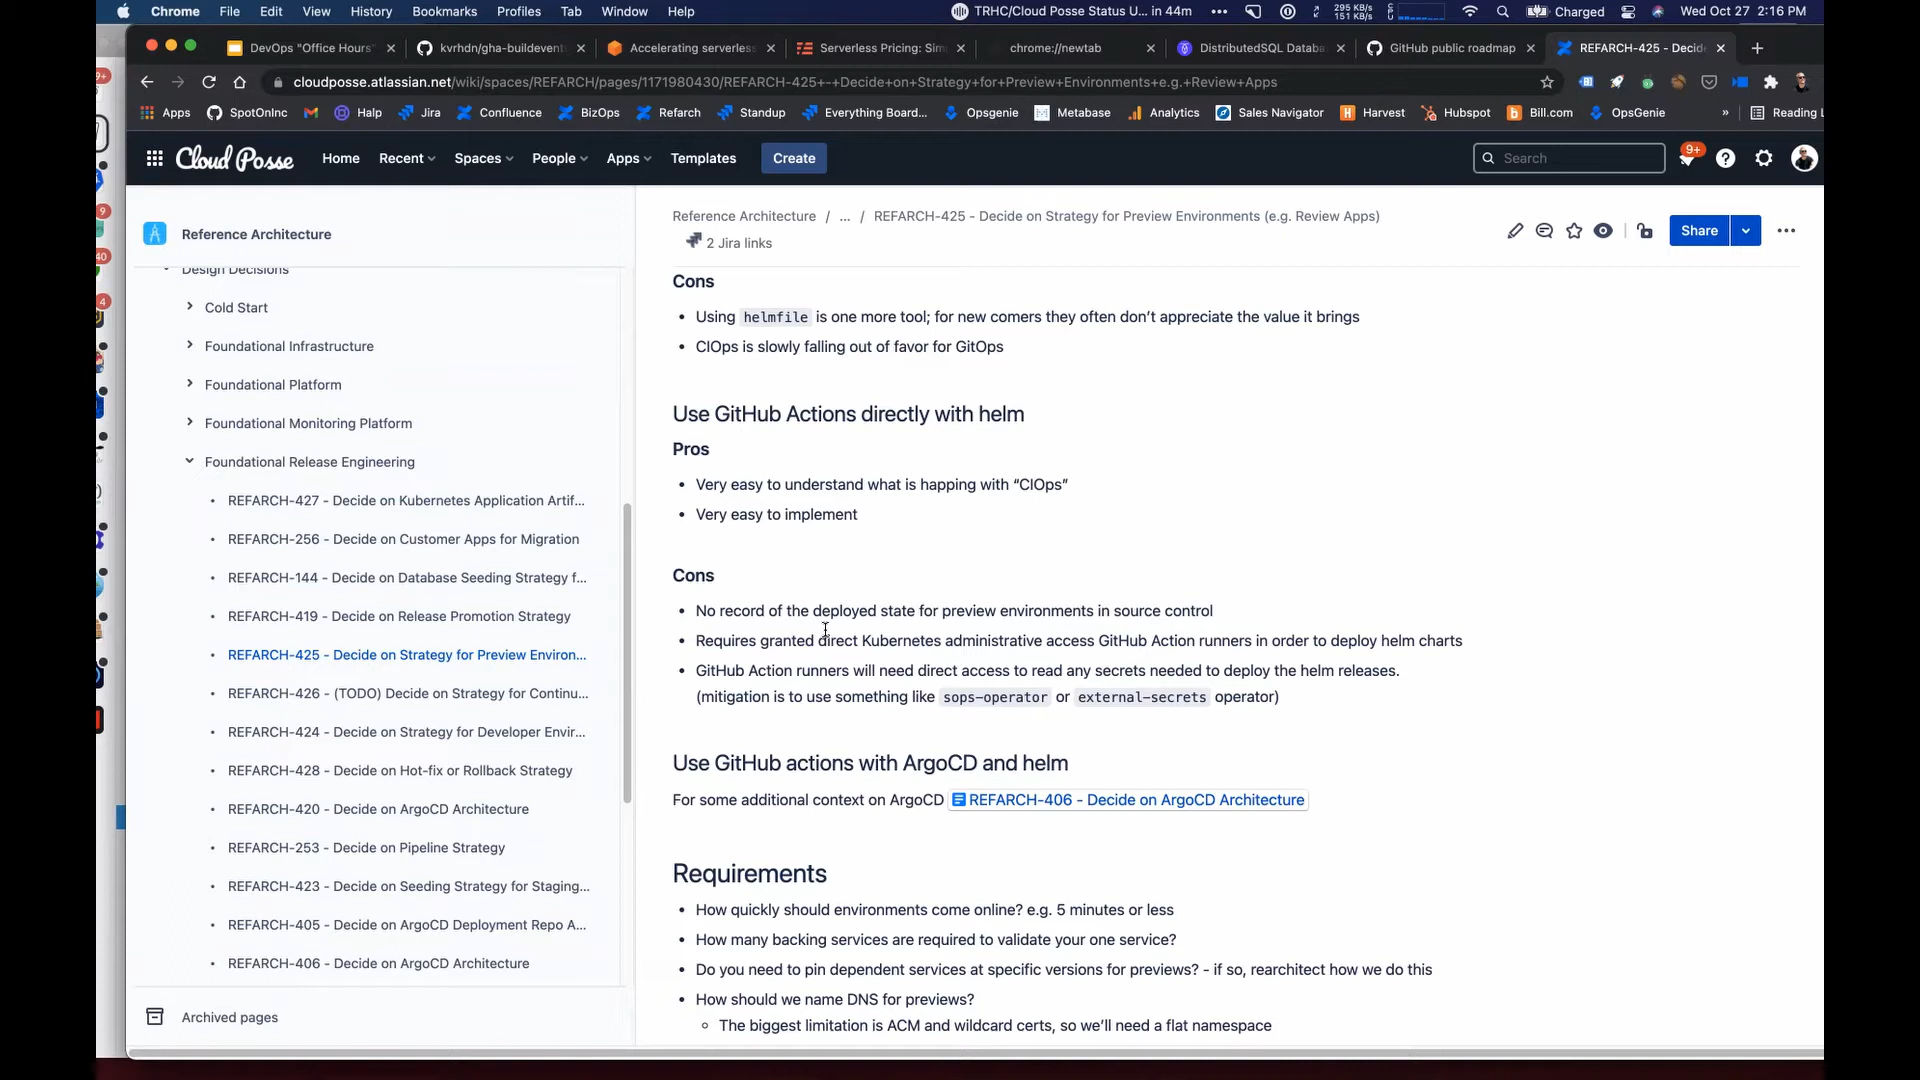 Chrome File Edit View History Bookmarks Profiles Tab Window Help TRHC/Cloud Posse Status U... in 44m ••• 295 KB/s 151 KB/s Charged Wed Oct 27 2:16 PM
DevOps "Office Hours" kvrhdn/gha-buildevent Accelerating serverless Serverless Pricing: Sim chrome://newtab DistributedSQL Databa GitHub public roadmap REFARCH-425 - Decid
cloudposse.atlassian.net/wiki/spaces/REFARCH/pages/1171980430/REFARCH-425+-+Decide+on+Strategy+for+Preview+Environments+e.g.+Review+Apps
Apps SpotOnInc Halp Jira Confluence BizOps Refarch Standup Everything Board... Opsgenie Metabase Analytics Sales Navigator Harvest Hubspot Bill.com OpsGenie » Reading L
Cloud Posse Home Recent Spaces People Apps Templates Create Search 9+
Reference Architecture
Design Decisions
Cold Start
Foundational Infrastructure
Foundational Platform
Foundational Monitoring Platform
Foundational Release Engineering
REFARCH-427 - Decide on Kubernetes Application Artif...
REFARCH-256 - Decide on Customer Apps for Migration
REFARCH-144 - Decide on Database Seeding Strategy f...
REFARCH-419 - Decide on Release Promotion Strategy
REFARCH-425 - Decide on Strategy for Preview Environ...
REFARCH-426 - (TODO) Decide on Strategy for Continu...
REFARCH-424 - Decide on Strategy for Developer Envir...
REFARCH-428 - Decide on Hot-fix or Rollback Strategy
REFARCH-420 - Decide on ArgoCD Architecture
REFARCH-253 - Decide on Pipeline Strategy
REFARCH-423 - Decide on Seeding Strategy for Staging...
REFARCH-405 - Decide on ArgoCD Deployment Repo A...
REFARCH-406 - Decide on ArgoCD Architecture
Archived pages
Reference Architecture / ... / REFARCH-425 - Decide on Strategy for Preview Environments (e.g. Review Apps)
2 Jira links
Share
Cons
• Using helmfile is one more tool; for new comers they often don't appreciate the value it brings
• CIOps is slowly falling out of favor for GitOps
Use GitHub Actions directly with helm
Pros
• Very easy to understand what is happing with “CIOps”
• Very easy to implement
Cons
• No record of the deployed state for preview environments in source control
• Requires granted direct Kubernetes administrative access GitHub Action runners in order to deploy helm charts
• GitHub Action runners will need direct access to read any secrets needed to deploy the helm releases.
(mitigation is to use something like sops-operator or external-secrets operator)
Use GitHub actions with ArgoCD and helm
For some additional context on ArgoCD REFARCH-406 - Decide on ArgoCD Architecture
Requirements
• How quickly should environments come online? e.g. 5 minutes or less
• How many backing services are required to validate your one service?
• Do you need to pin dependent services at specific versions for previews? - if so, rearchitect how we do this
• How should we name DNS for previews?
◦ The biggest limitation is ACM and wildcard certs, so we'll need a flat namespace